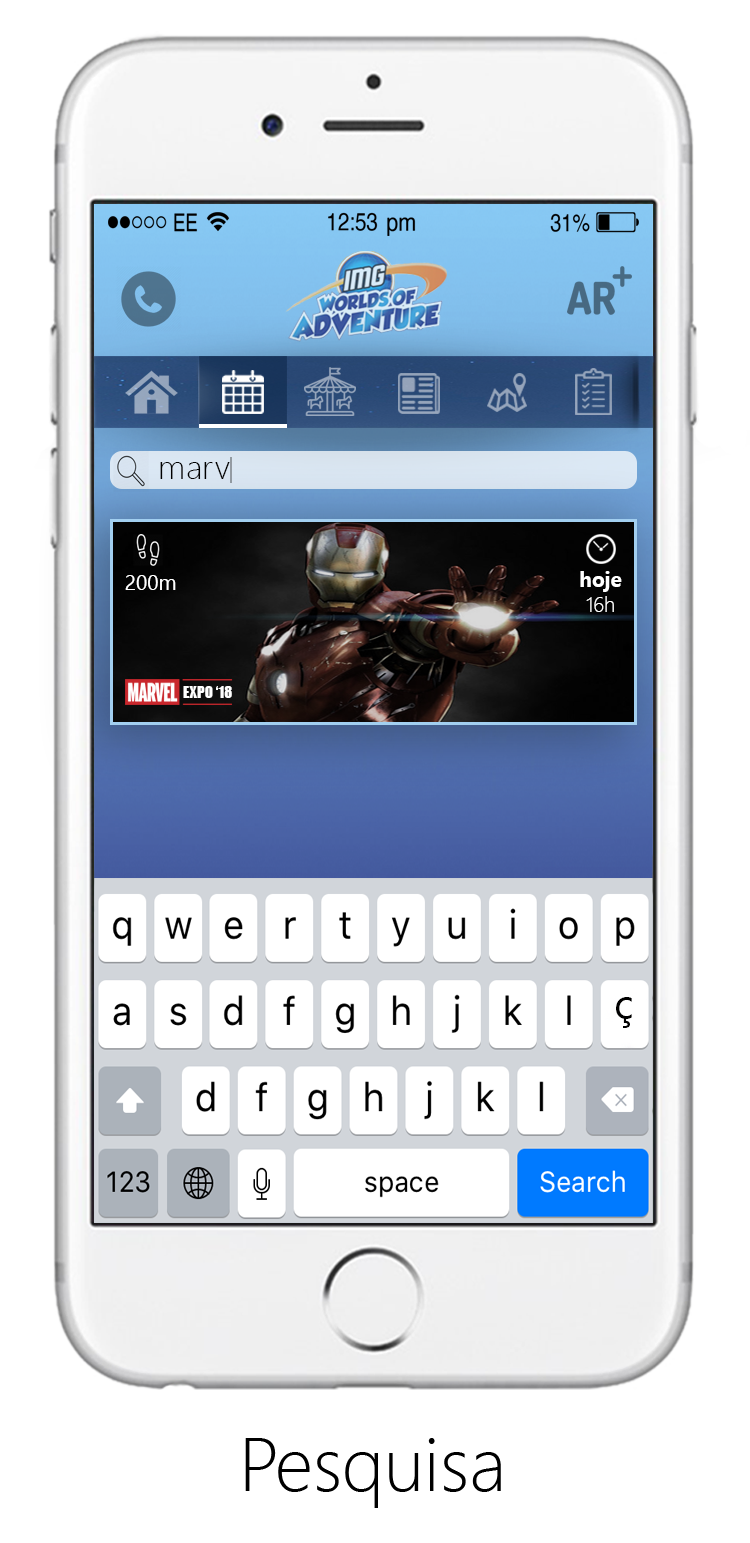 EE 12:53 pm 31%
IMG
WORLDS OF
ADVENTURE
AR+
marv
200m
hoje
16h
MARVEL EXPO '18
q w e r t y u i o p
a s d f g h j k l ç
d f g h j k l
123 space Search
Pesquisa